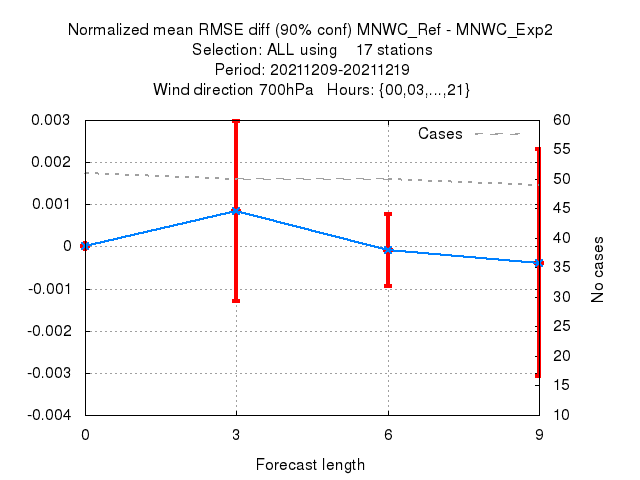 Normalized mean RMSE diff (90% conf) MNWC_Ref - MNWC_Exp2
Selection: ALL using    17 stations
Period: 20211209-20211219
Wind direction 700hPa   Hours: {00,03,...,21}
Cases
0.003
0.002
0.001
0
-0.001
-0.002
-0.003
-0.004
60
55
50
45
40
35
30
25
20
15
10
No cases
0 3 6 9
Forecast length